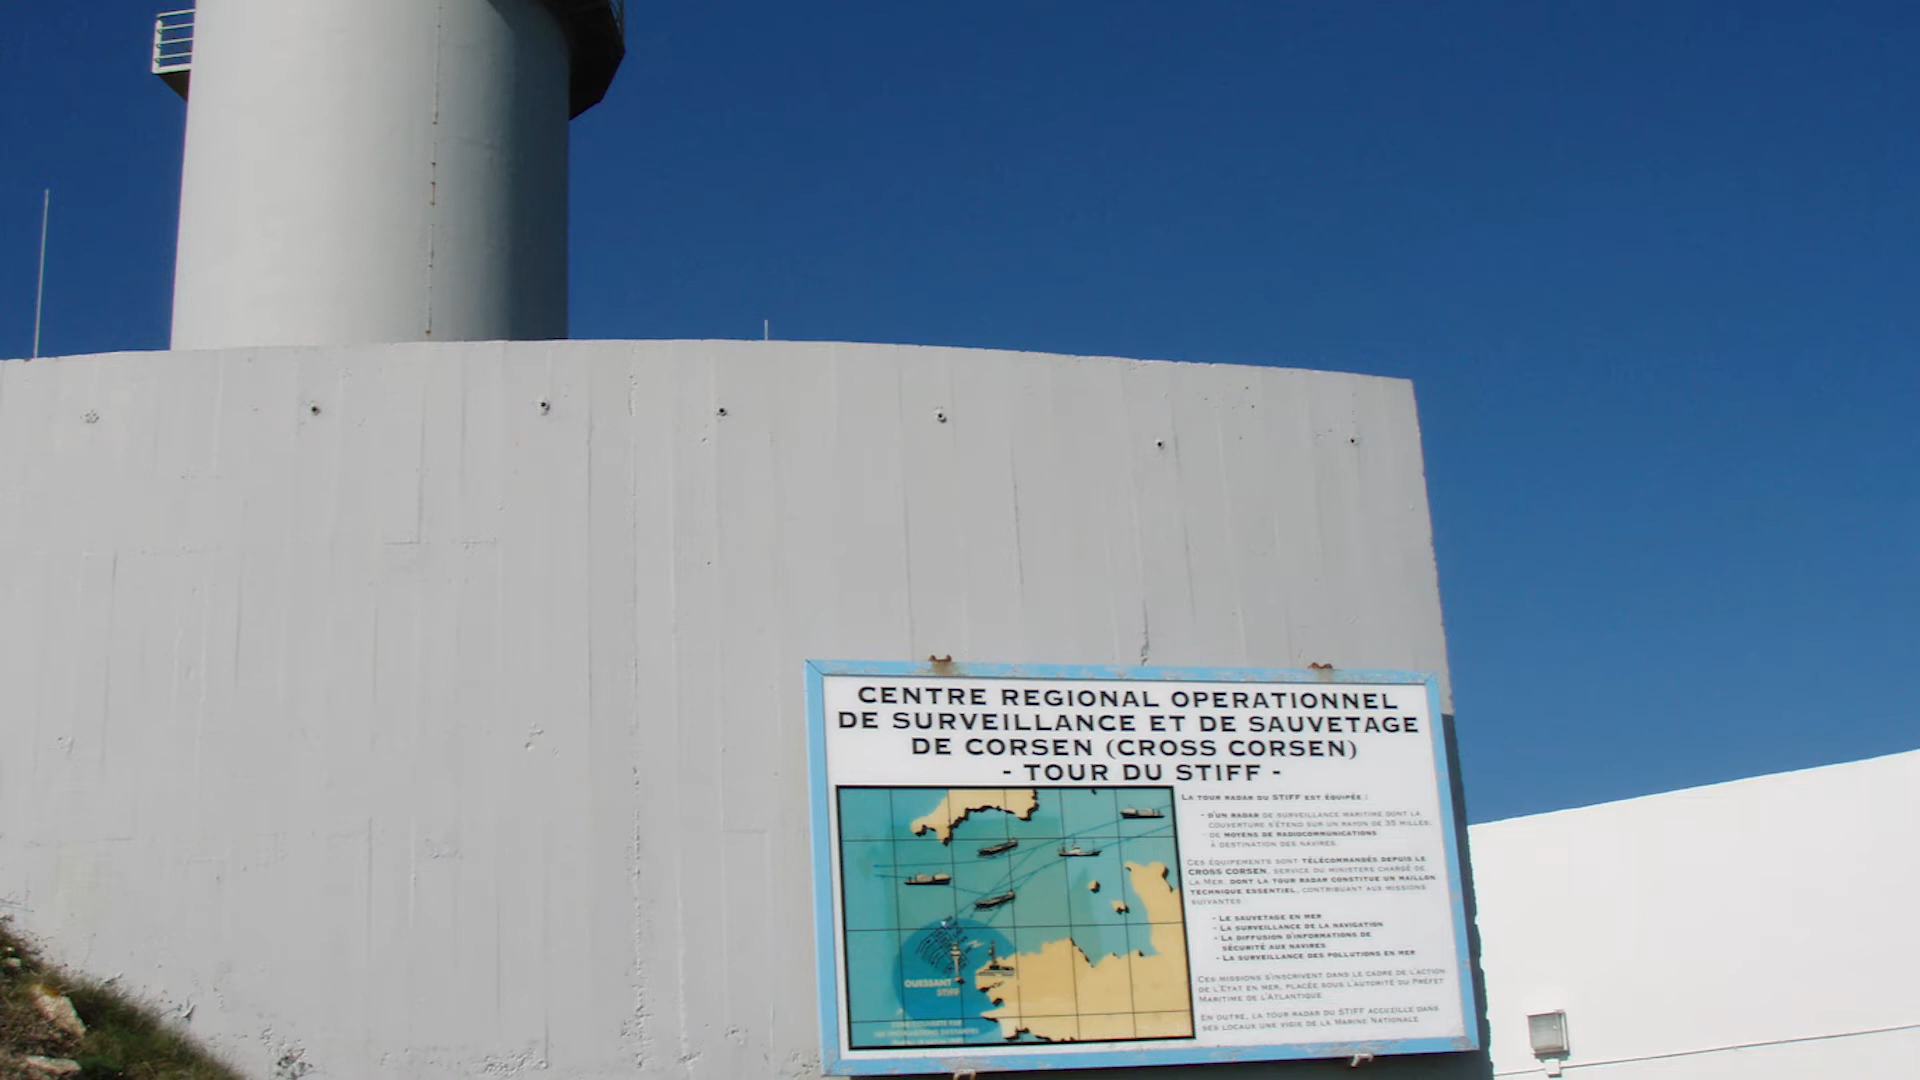 CENTRE REGIONAL OPERATIONNEL
DE SURVEILLANCE ET DE SAUVETAGE
DE CORSEN (CROSS CORSEN)
- TOUR DU STIFF -
LA TOUR RADAR DU STIFF EST ÉQUIPÉE :
- D'UN RADAR DE SURVEILLANCE MARITIME DONT LA
COUVERTURE S'ÉTEND SUR UN RAYON DE 35 MILLES;
- DE MOYENS DE RADIOCOMMUNICATIONS
À DESTINATION DES NAVIRES.
CES ÉQUIPEMENTS SONT TÉLÉCOMMANDÉS DEPUIS LE
CROSS CORSEN, SERVICE DU MINISTERE CHARGÉ DE
LA MER, DONT LA TOUR RADAR CONSTITUE UN MAILLON
TECHNIQUE ESSENTIEL, CONTRIBUANT AUX MISSIONS
SUIVANTES
- LE SAUVETAGE EN MER
- LA SURVEILLANCE DE LA NAVIGATION
- LA DIFFUSION D'INFORMATIONS DE
SÉCURITÉ AUX NAVIRES
- LA SURVEILLANCE DES POLLUTIONS EN MER
CES MISSIONS S'INSCRIVENT DANS LE CADRE DE L'ACTION
DE L'ETAT EN MER, PLACÉE SOUS L'AUTORITÉ DU PRÉFET
MARITIME DE L'ATLANTIQUE
EN OUTRE, LA TOUR RADAR DU STIFF ACCUEILLE DANS
SES LOCAUX UNE VIGIE DE LA MARINE NATIONALE
OUESSANT
STIFF